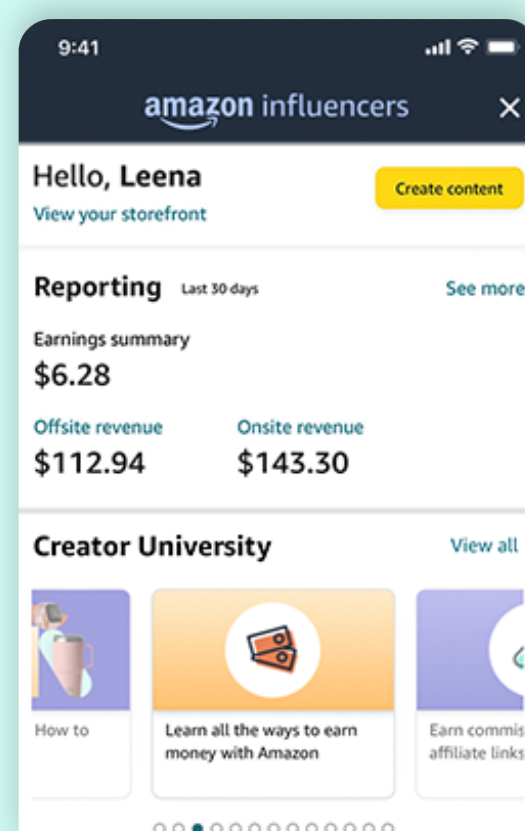 9:41
amazon influencers
Hello, Leena
Create content
View your storefront
Reporting Last 30 days See more
Earnings summary
$6.28
Offsite revenue Onsite revenue
$112.94 $143.30
Creator University View all
How to
Learn all the ways to earn
money with Amazon
Earn commis
affiliate links